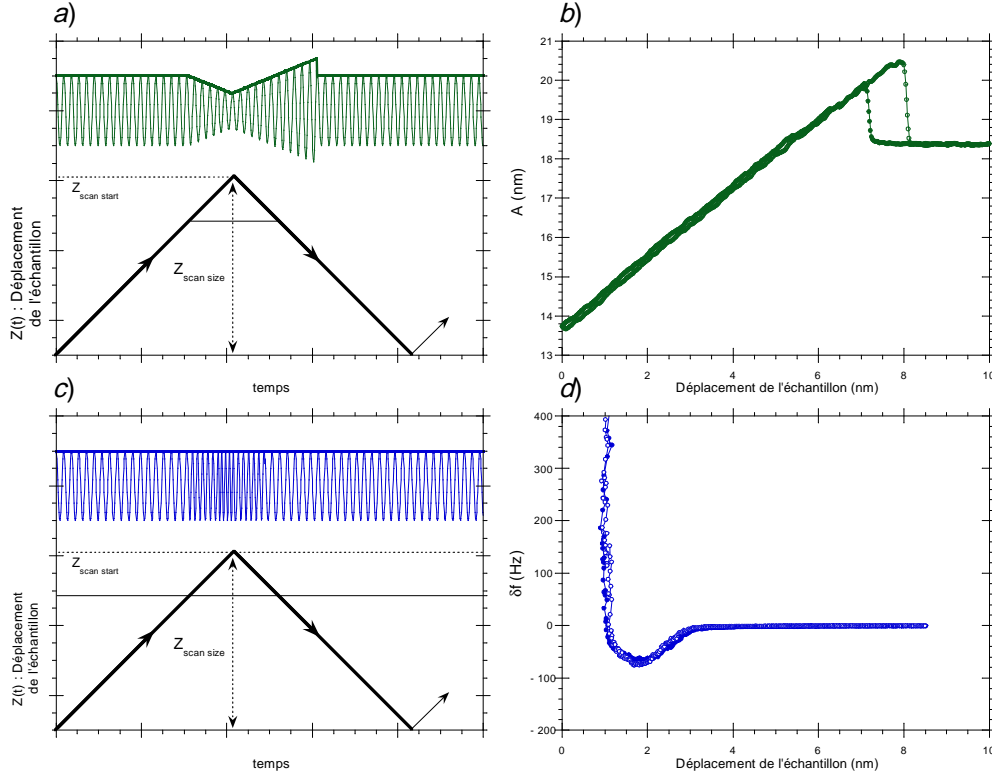 a)
Z scan start
Z scan size
Z(t) : Déplacement
de l'échantillon
temps
b)
21
20
19
18
17
16
15
14
13
A (nm)
0 2 4 6 8 10
Déplacement de l'échantillon (nm)
c)
Z scan start
Z scan size
Z(t) : Déplacement
de l'échantillon
temps
d)
400
300
200
100
0
- 100
- 200
δf (Hz)
0 2 4 6 8 10
Déplacement de l'échantillon (nm)